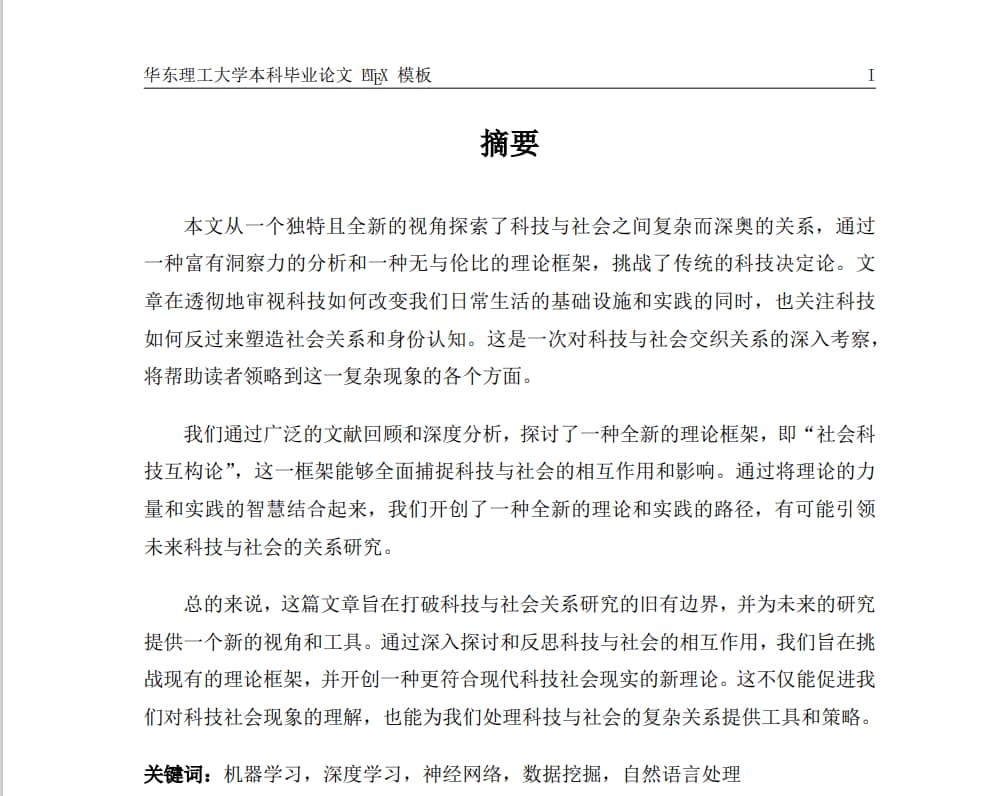 华东理工大学本科毕业论文 LATEX 模板 I
摘要
本文从一个独特且全新的视角探索了科技与社会之间复杂而深奥的关系，通过
一种富有洞察力的分析和一种无与伦比的理论框架，挑战了传统的科技决定论。文
章在透彻地审视科技如何改变我们日常生活的基础设施和实践的同时，也关注科技
如何反过来塑造社会关系和身份认知。这是一次对科技与社会交织关系的深入考察，
将帮助读者领略到这一复杂现象的各个方面。
我们通过广泛的文献回顾和深度分析，探讨了一种全新的理论框架，即“社会科
技互构论”，这一框架能够全面捕捉科技与社会的相互作用和影响。通过将理论的力
量和实践的智慧结合起来，我们开创了一种全新的理论和实践的路径，有可能引领
未来科技与社会的关系研究。
总的来说，这篇文章旨在打破科技与社会关系研究的旧有边界，并为未来的研究
提供一个新的视角和工具。通过深入探讨和反思科技与社会的相互作用，我们旨在挑
战现有的理论框架，并开创一种更符合现代科技社会现实的新理论。这不仅能促进我
们对科技社会现象的理解，也能为我们处理科技与社会的复杂关系提供工具和策略。
关键词：机器学习，深度学习，神经网络，数据挖掘，自然语言处理